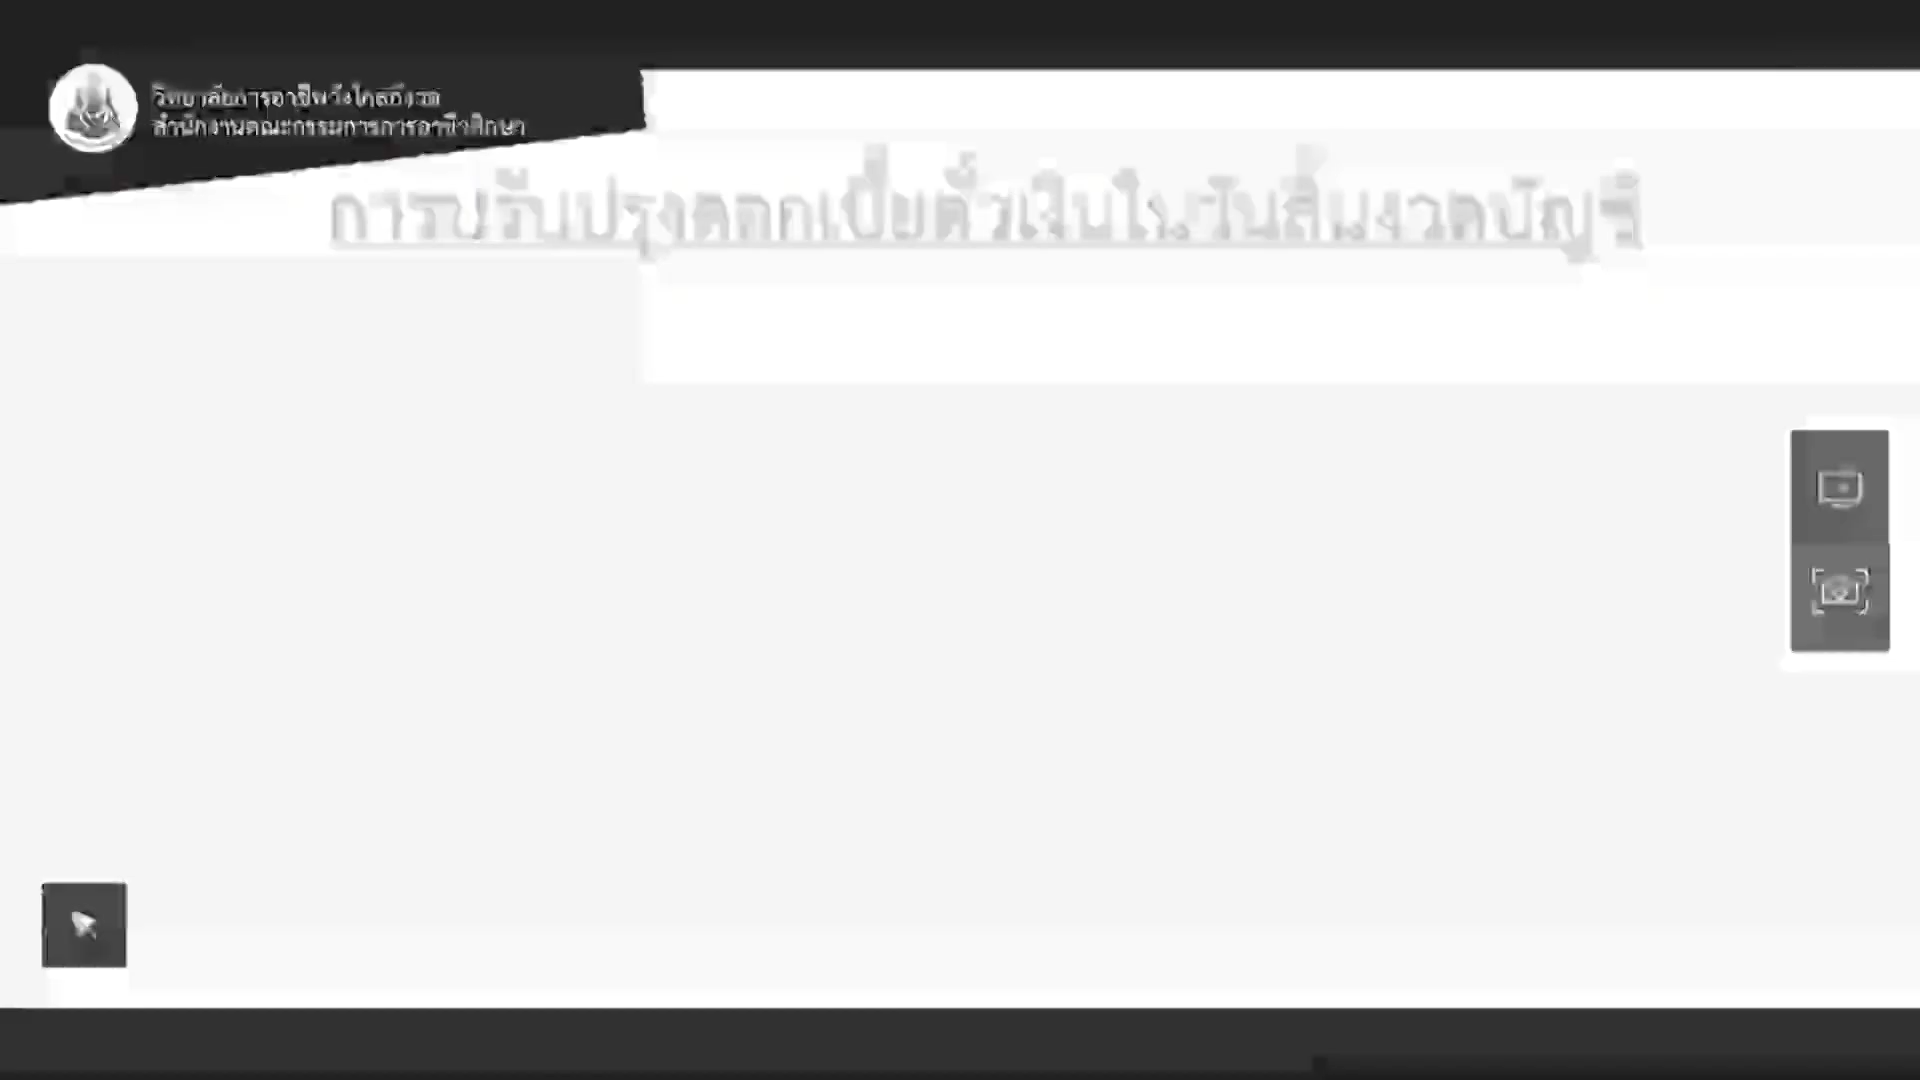 วิทยาลัยการอาชีพวังไกลกังวล
สำนักงานคณะกรรมการการอาชีวศึกษา
การปรับปรุงดอกเบี้ยตั๋วเงินในวันสิ้นงวดบัญชี